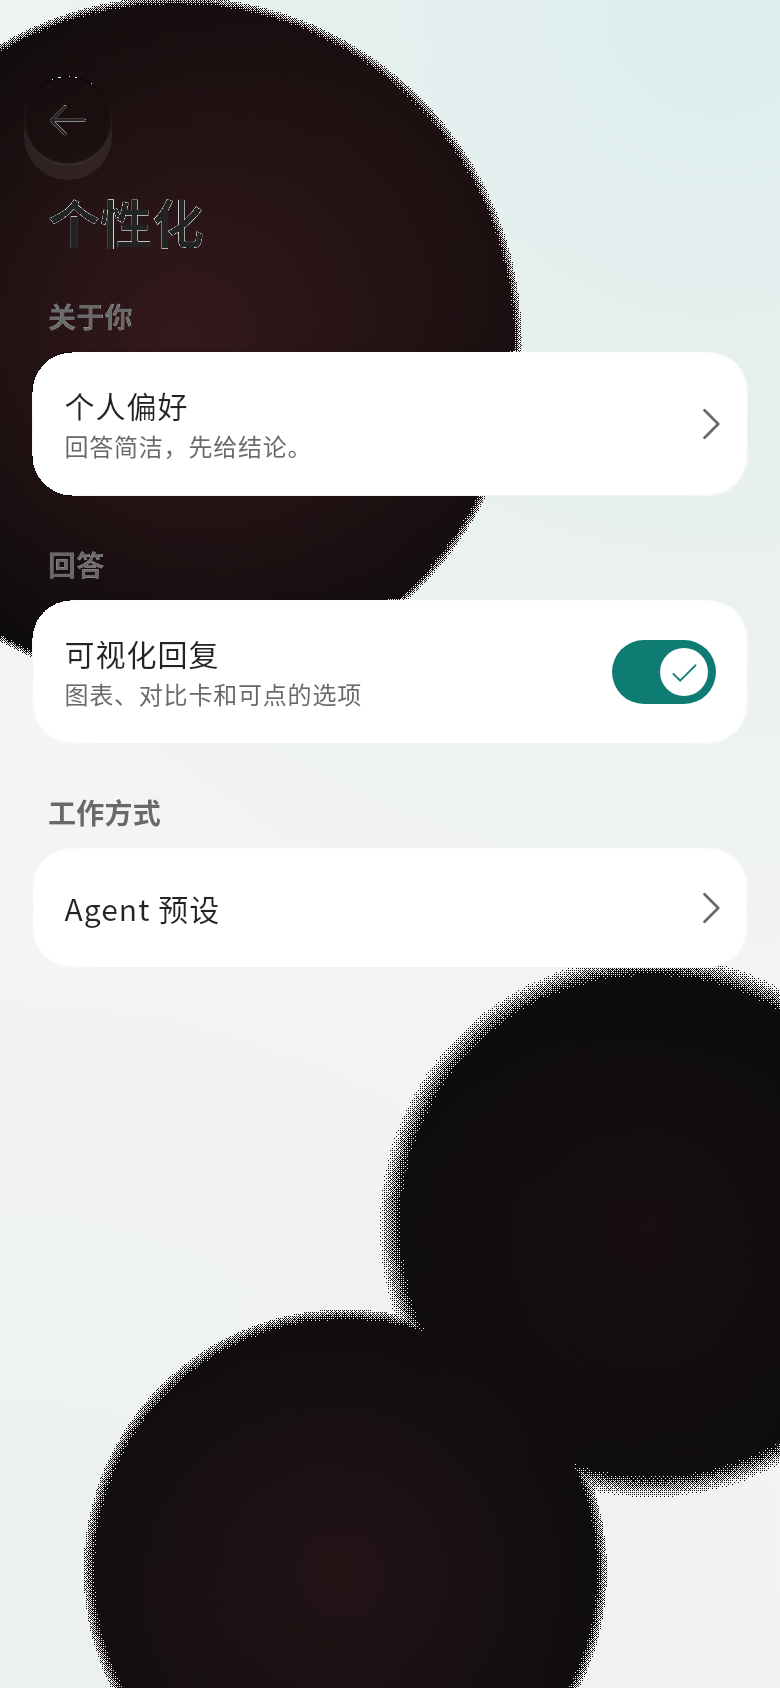 个性化
关于你
个人偏好
回答简洁，先给结论。
回答
可视化回复
图表、对比卡和可点的选项
工作方式
Agent 预设